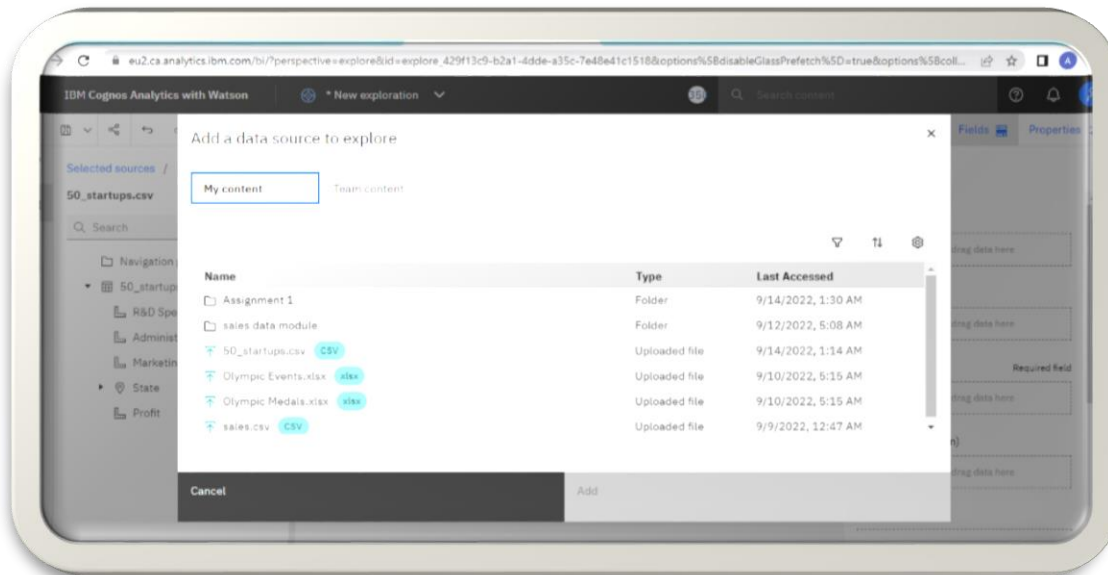 eu2.ca.analytics.ibm.com/bi/?perspective=explore&id=explore_429f13c9-b2a1-4dde-a35c-7e48e41c1518&options%5BdisableGlassPrefetch%5D=true&options%5Bcoll...
IBM Cognos Analytics with Watson * New exploration Search content
Add a data source to explore Fields Properties
Selected sources /
My content Team content
50_startups.csv
Search
Navigation drag data here
Name Type Last Accessed
50_startup
Assignment 1 Folder 9/14/2022, 1:30 AM
R&D Spe
sales data module Folder 9/12/2022, 5:08 AM
drag data here
Administ
50_startups.csv CSV Uploaded file 9/14/2022, 1:14 AM
Marketin
Required field
Olympic Events.xlsx xlsx Uploaded file 9/10/2022, 5:15 AM
State
Olympic Medals.xlsx xlsx Uploaded file 9/10/2022, 5:15 AM
drag data here
Profit
sales.csv CSV Uploaded file 9/9/2022, 12:47 AM
drag data here
Cancel Add